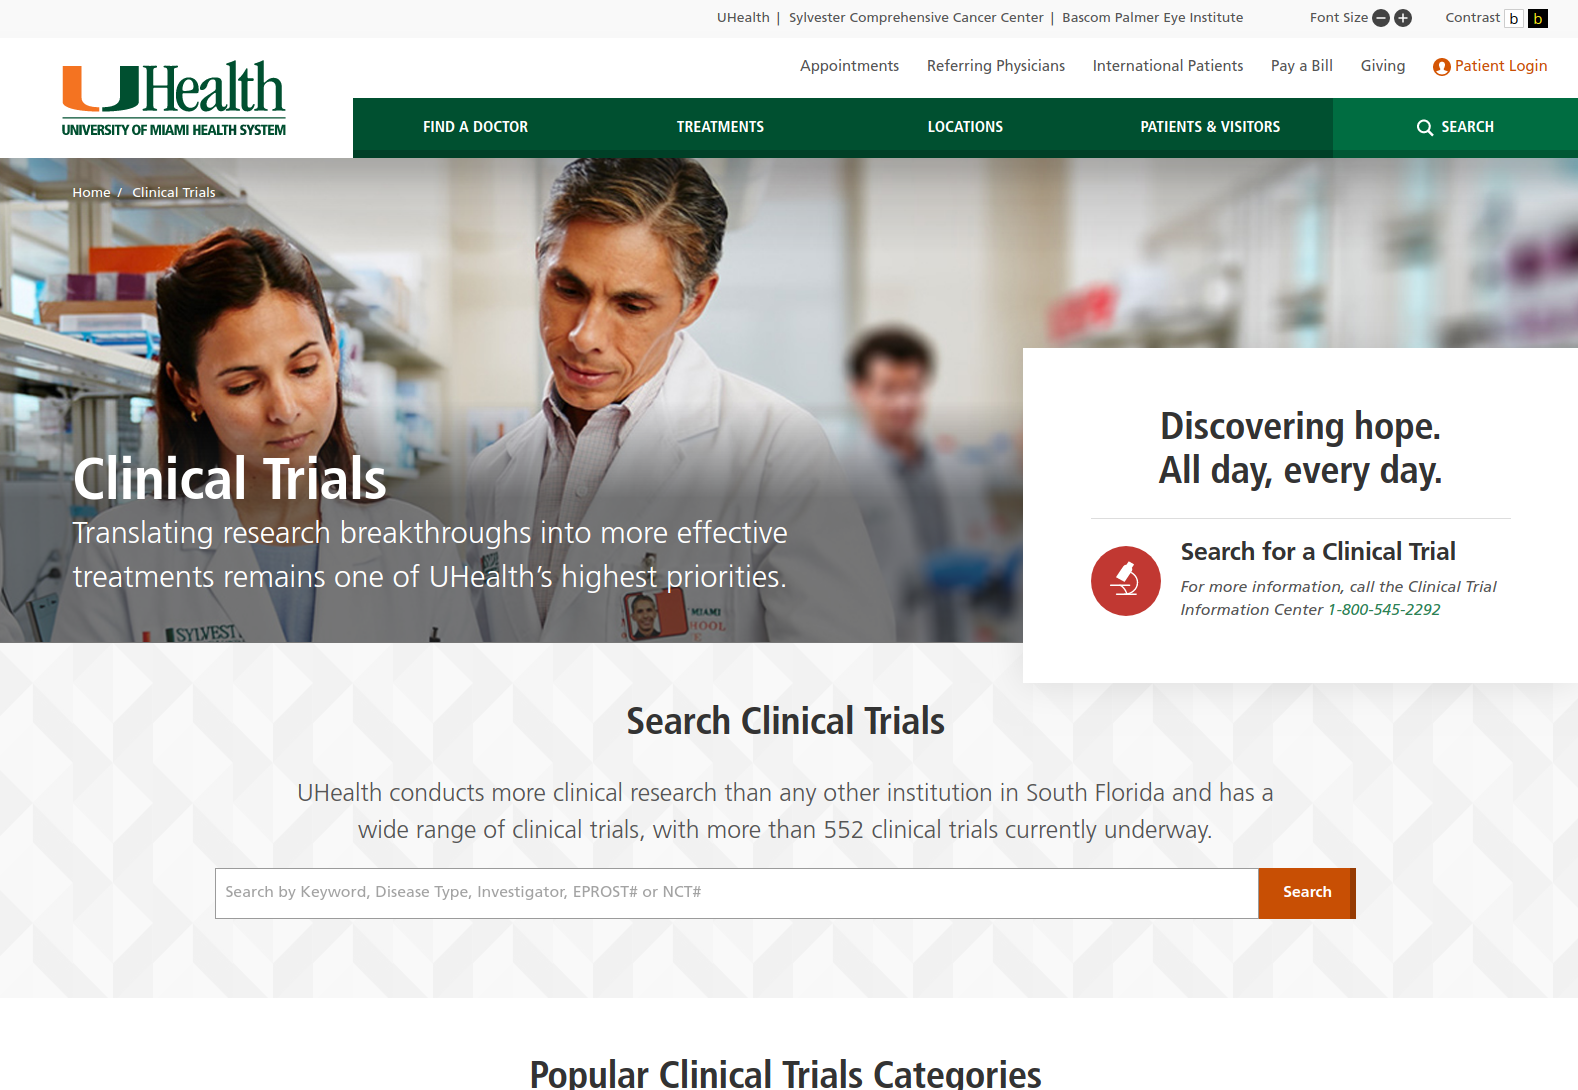 UHealth | Sylvester Comprehensive Cancer Center | Bascom Palmer Eye Institute
Font Size − +
Contrast b b
Appointments
Referring Physicians
International Patients
Pay a Bill
Giving
Patient Login
UHealth
UNIVERSITY OF MIAMI HEALTH SYSTEM
FIND A DOCTOR
TREATMENTS
LOCATIONS
PATIENTS & VISITORS
SEARCH
Home / Clinical Trials
Clinical Trials
Translating research breakthroughs into more effective
treatments remains one of UHealth’s highest priorities.
SYLVEST
MIAMI
HOOL
E
Discovering hope.
All day, every day.
Search for a Clinical Trial
For more information, call the Clinical Trial
Information Center 1-800-545-2292
Search Clinical Trials
UHealth conducts more clinical research than any other institution in South Florida and has a
wide range of clinical trials, with more than 552 clinical trials currently underway.
Search by Keyword, Disease Type, Investigator, EPROST# or NCT#
Search
Popular Clinical Trials Categories